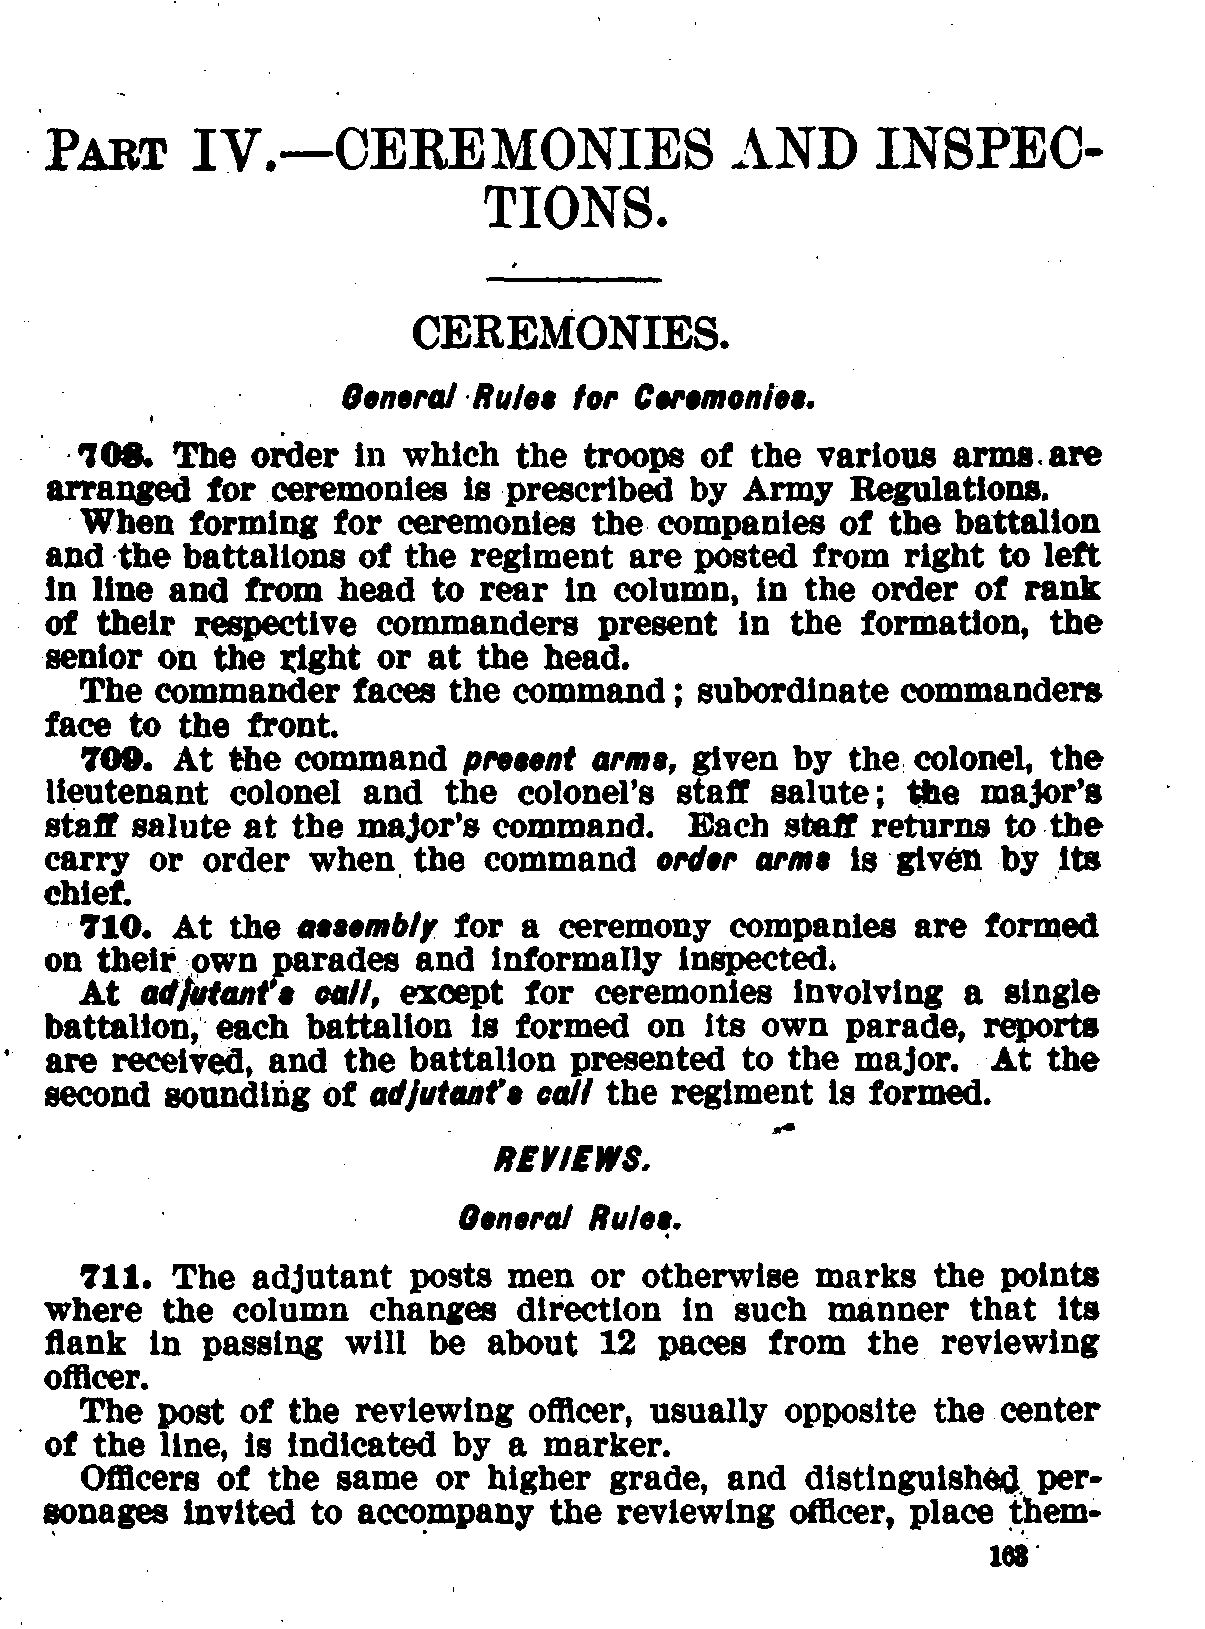 PART IV.—CEREMONIES AND INSPEC-
TIONS.
CEREMONIES.
General Rules for Ceremonies.
708. The order in which the troops of the various arms are
arranged for ceremonies is prescribed by Army Regulations.
When forming for ceremonies the companies of the battalion
and the battalions of the regiment are posted from right to left
in line and from head to rear in column, in the order of rank
of their respective commanders present in the formation, the
senior on the right or at the head.
The commander faces the command; subordinate commanders
face to the front.
709. At the command present arms, given by the colonel, the
lieutenant colonel and the colonel's staff salute; the major's
staff salute at the major's command. Each staff returns to the
carry or order when the command order arms is given by its
chief.
710. At the assembly for a ceremony companies are formed
on their own parades and informally inspected.
At adjutant's call, except for ceremonies involving a single
battalion, each battalion is formed on its own parade, reports
are received, and the battalion presented to the major. At the
second sounding of adjutant's call the regiment is formed.
REVIEWS.
General Rules.
711. The adjutant posts men or otherwise marks the points
where the column changes direction in such manner that its
flank in passing will be about 12 paces from the reviewing
officer.
The post of the reviewing officer, usually opposite the center
of the line, is indicated by a marker.
Officers of the same or higher grade, and distinguished per-
sonages invited to accompany the reviewing officer, place them-
163